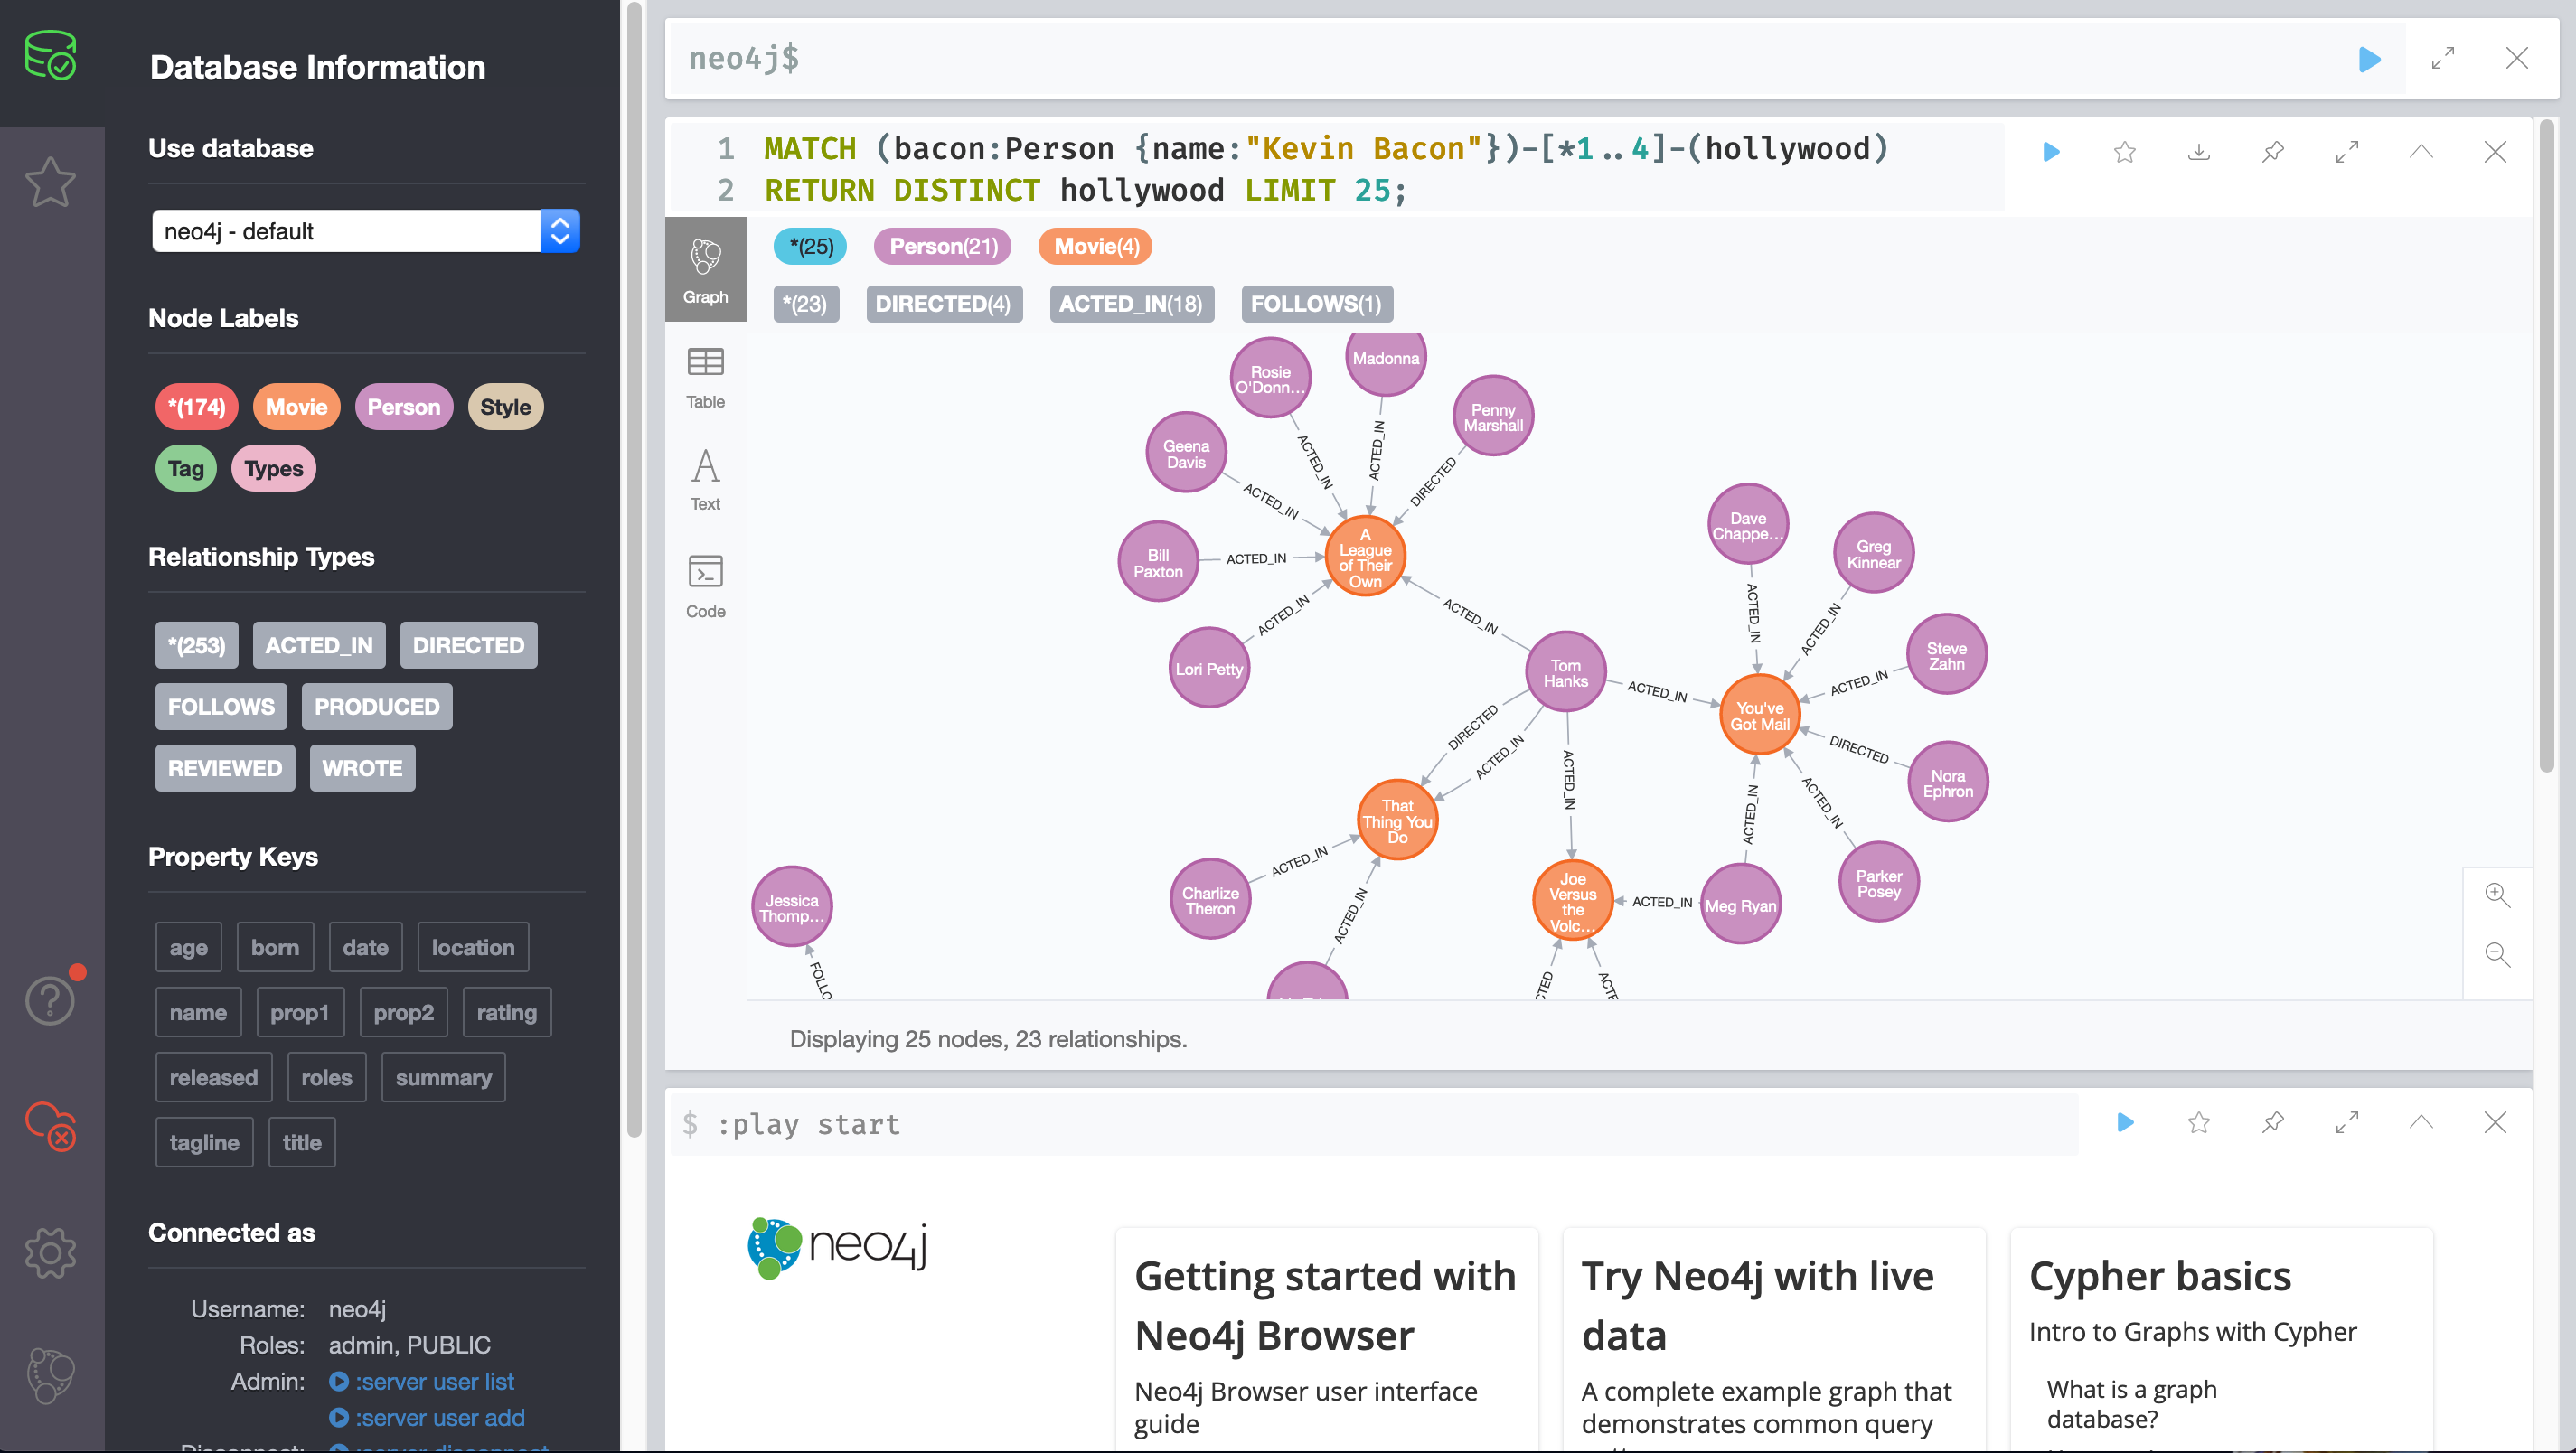 Database Information
Use database
neo4j - default
Node Labels
*(174) Movie Person Style
Tag Types
Relationship Types
*(253) ACTED_IN DIRECTED
FOLLOWS PRODUCED
REVIEWED WROTE
Property Keys
age born date location
name prop1 prop2 rating
released roles summary
tagline title
Connected as
Username: neo4j
Roles: admin, PUBLIC
Admin: :server user list
:server user add
Disconnect: :server disconnect
neo4j$
1 MATCH (bacon:Person {name:"Kevin Bacon"})-[*1..4]-(hollywood)
2 RETURN DISTINCT hollywood LIMIT 25;
Graph
Table
Text
Code
*(25) Person(21) Movie(4)
*(23) DIRECTED(4) ACTED_IN(18) FOLLOWS(1)
Madonna
Rosie
O'Donn...
Penny
Marshall
Geena
Davis
ACTED_IN
ACTED_IN
DIRECTED
ACTED_IN
Bill
Paxton
ACTED_IN
A
League
of Their
Own
Lori Petty
ACTED_IN
ACTED_IN
Tom
Hanks
Dave
Chappe...
Greg
Kinnear
Steve
Zahn
ACTED_IN
ACTED_IN
ACTED_IN
ACTED_IN
You've
Got Mail
DIRECTED
Nora
Ephron
DIRECTED
ACTED_IN
ACTED_IN
ACTED_IN
ACTED_IN
That
Thing You
Do
Charlize
Theron
ACTED_IN
ACTED_IN
Joe
Versus
the
Volc...
ACTED_IN
Meg Ryan
Parker
Posey
Jessica
Thomp...
FOLLO
CTED
ACTE
Displaying 25 nodes, 23 relationships.
$ :play start
neo4j
Getting started with
Neo4j Browser
Neo4j Browser user interface
guide
Try Neo4j with live
data
A complete example graph that
demonstrates common query
Cypher basics
Intro to Graphs with Cypher
What is a graph
database?